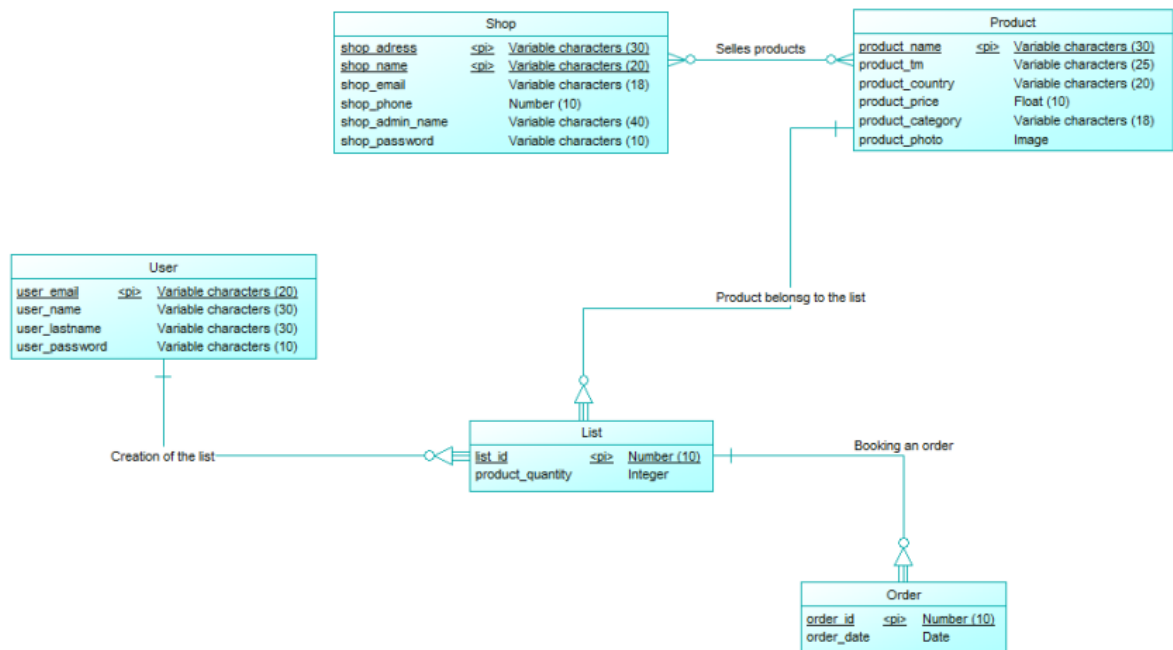 Shop
shop_adress <pi> Variable characters (30)
shop_name <pi> Variable characters (20)
shop_email Variable characters (18)
shop_phone Number (10)
shop_admin_name Variable characters (40)
shop_password Variable characters (10)
Selles products
Product
product_name <pi> Variable characters (30)
product_tm Variable characters (25)
product_country Variable characters (20)
product_price Float (10)
product_category Variable characters (18)
product_photo Image
User
user_email <pi> Variable characters (20)
user_name Variable characters (30)
user_lastname Variable characters (30)
user_password Variable characters (10)
Product belonsg to the list
Creation of the list
List
list_id <pi> Number (10)
product_quantity Integer
Booking an order
Order
order_id <pi> Number (10)
order_date Date